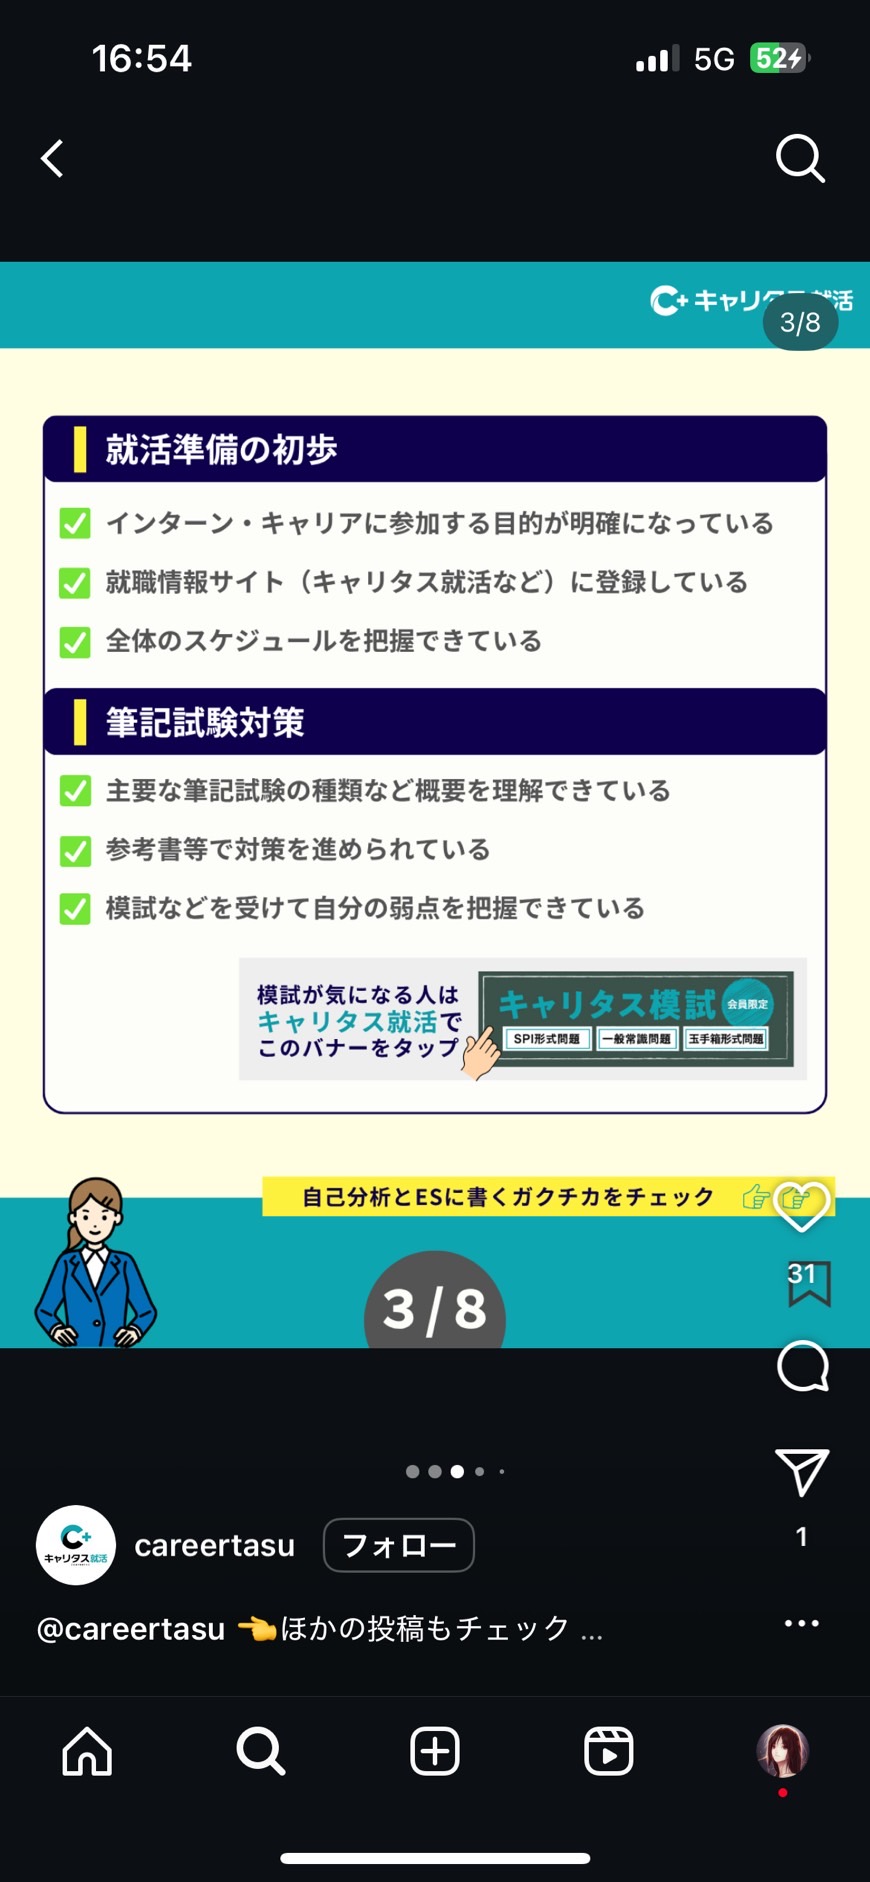 16:54
5G
52
キャリタス就活
3/8
就活準備の初歩
インターン・キャリアに参加する目的が明確になっている
就職情報サイト（キャリタス就活など）に登録している
全体のスケジュールを把握できている
筆記試験対策
主要な筆記試験の種類など概要を理解できている
参考書等で対策を進められている
模試などを受けて自分の弱点を把握できている
模試が気になる人は
キャリタス就活で
このバナーをタップ
キャリタス模試
会員限定
SPI形式問題 一般常識問題 玉手箱形式問題
自己分析とESに書くガクチカをチェック
31
3/8
キャリタス就活
careertasu
フォロー
1
@careertasu 👈ほかの投稿もチェック ...